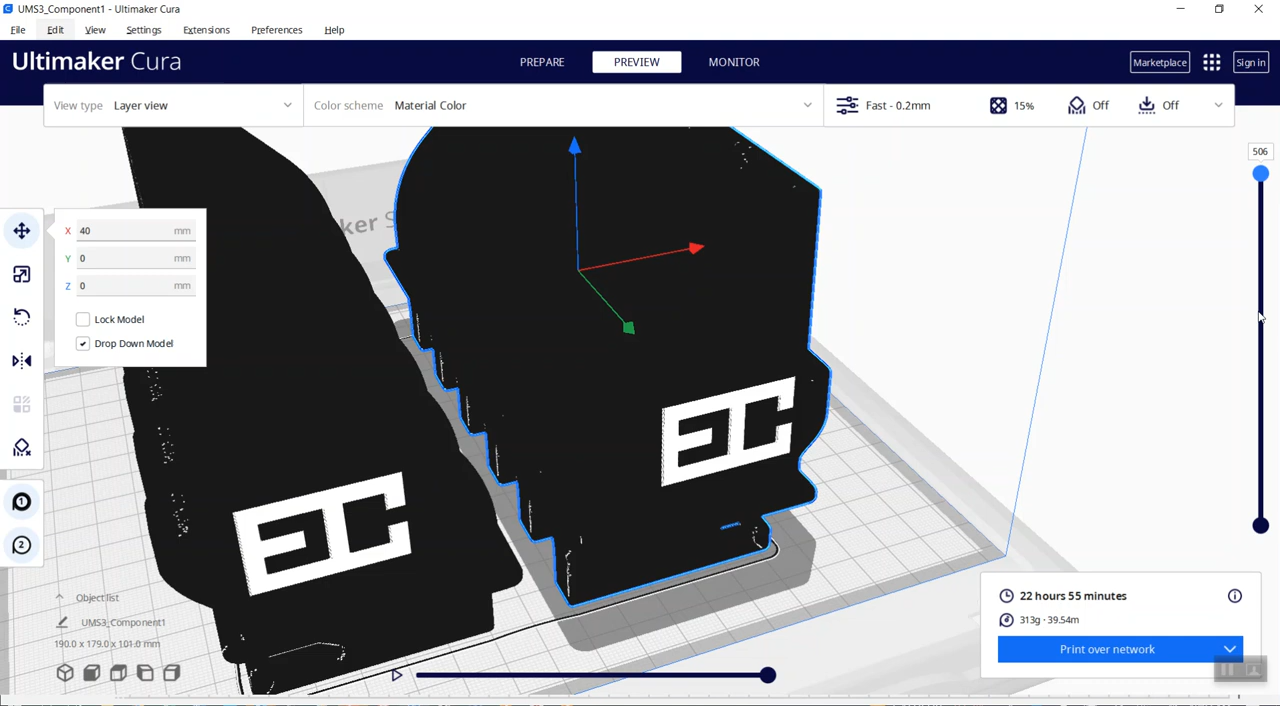 UMS3_Component1 - Ultimaker Cura
File Edit View Settings Extensions Preferences Help
Ultimaker Cura
PREPARE PREVIEW MONITOR
Marketplace Sign in
View type Layer view
Color scheme Material Color
Fast - 0.2mm 15% Off Off
506
ker S
X 40 mm
Y 0 mm
Z 0 mm
Lock Model
Drop Down Model
1
2
EC
EC
Object list
UMS3_Component1
190.0 x 179.0 x 101.0 mm
22 hours 55 minutes
313g · 39.54m
Print over network